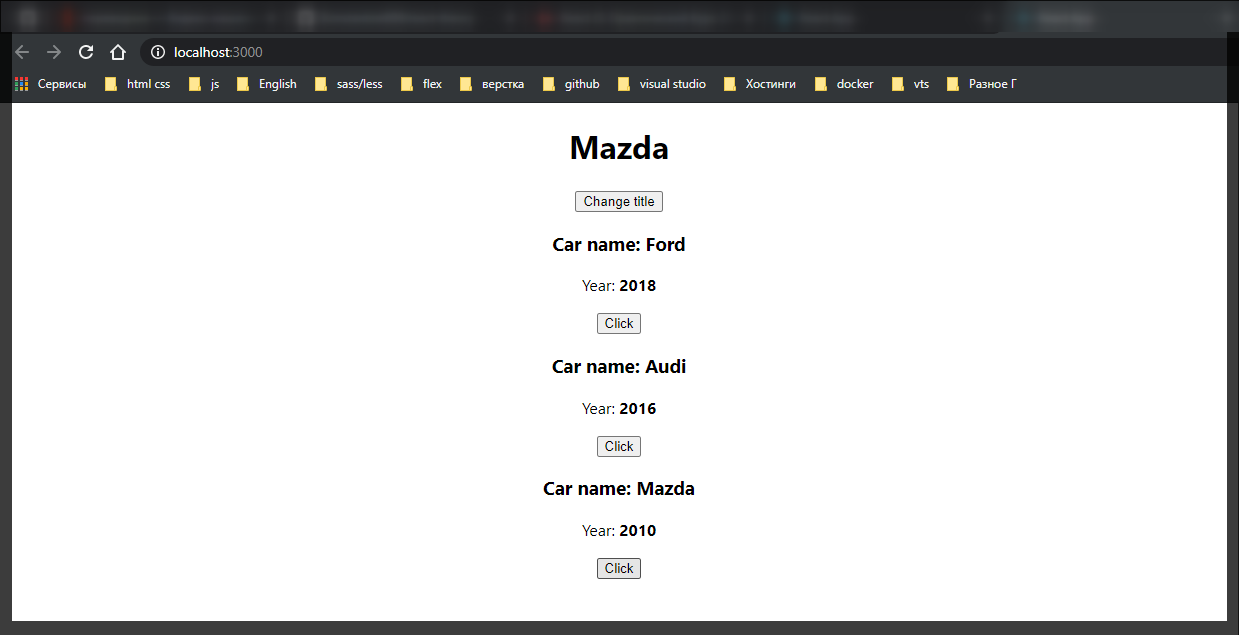 localhost:3000
Сервисы html css js English sass/less flex верстка github visual studio Хостинги docker vts Разное Г
Mazda
Change title
Car name: Ford
Year: 2018
Click
Car name: Audi
Year: 2016
Click
Car name: Mazda
Year: 2010
Click